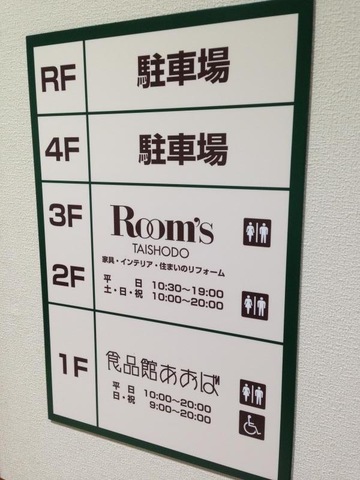 RF 駐車場
4F 駐車場
3F Room's
TAISHODO
家具・インテリア・住まいのリフォーム
2F 平 日 10:30～19:00
土・日・祝 10:00～20:00
1F 食品館あおば
平 日 10:00～20:00
日・祝 9:00～20:00